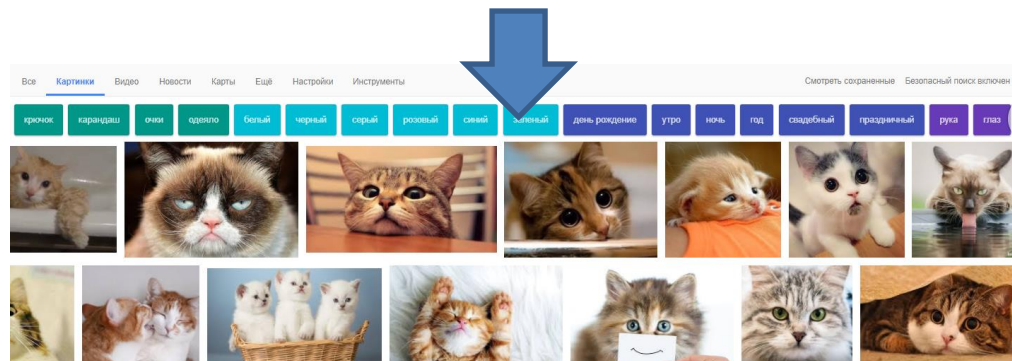 Все Картинки Видео Новости Карты Ещё Настройки Инструменты Смотреть сохраненные Безопасный поиск включен
крючок карандаш очки одеяло белый черный серый розовый синий зеленый день рождение утро ночь год свадебный праздничный рука глаз